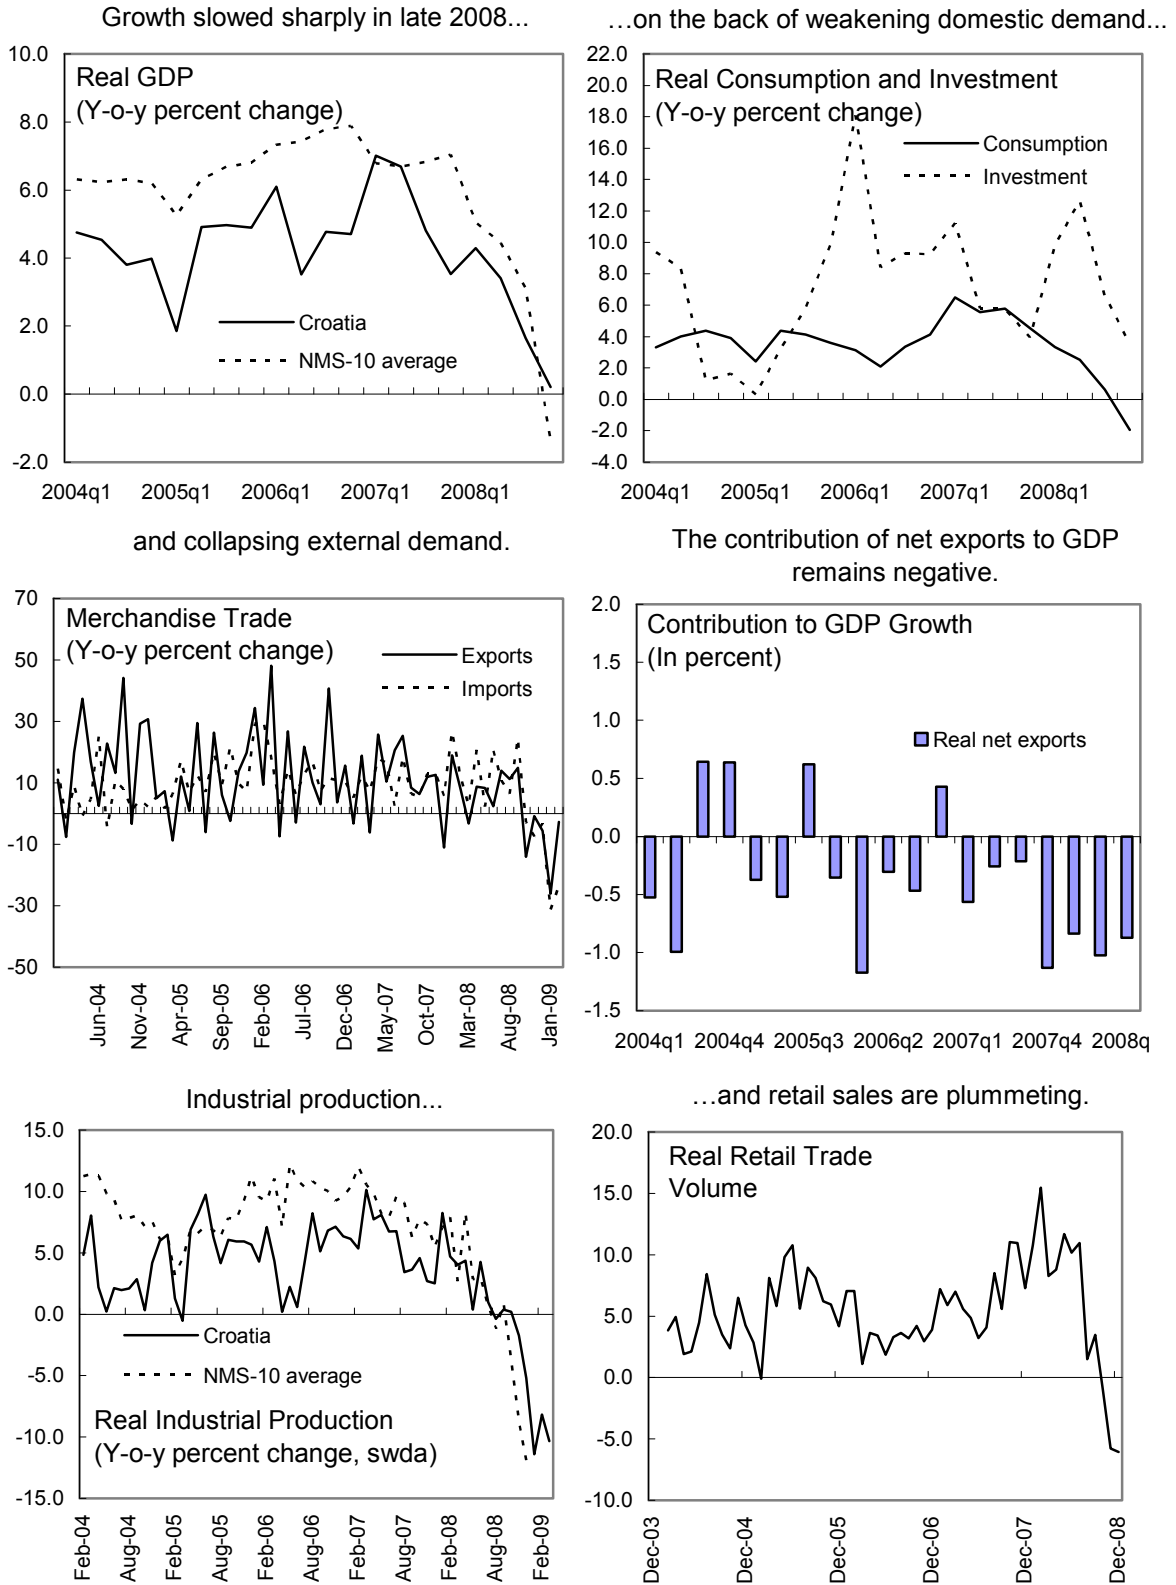 Growth slowed sharply in late 2008...
10.0
8.0
6.0
4.0
2.0
0.0
-2.0
Real GDP
(Y-o-y percent change)
Croatia
NMS-10 average
2004q1 2005q1 2006q1 2007q1 2008q1
…on the back of weakening domestic demand...
22.0
20.0
18.0
16.0
14.0
12.0
10.0
8.0
6.0
4.0
2.0
0.0
-2.0
-4.0
Real Consumption and Investment
(Y-o-y percent change)
Consumption
Investment
2004q1 2005q1 2006q1 2007q1 2008q1
and collapsing external demand.
70
50
30
10
-10
-30
-50
Merchandise Trade
(Y-o-y percent change)
Exports
Imports
Jun-04
Nov-04
Apr-05
Sep-05
Feb-06
Jul-06
Dec-06
May-07
Oct-07
Mar-08
Aug-08
Jan-09
The contribution of net exports to GDP
remains negative.
2.0
1.5
1.0
0.5
0.0
-0.5
-1.0
-1.5
Contribution to GDP Growth
(In percent)
Real net exports
2004q1 2004q4 2005q3 2006q2 2007q1 2007q4 2008q
Industrial production...
15.0
10.0
5.0
0.0
-5.0
-10.0
-15.0
Croatia
NMS-10 average
Real Industrial Production
(Y-o-y percent change, swda)
Feb-04
Aug-04
Feb-05
Aug-05
Feb-06
Aug-06
Feb-07
Aug-07
Feb-08
Aug-08
Feb-09
…and retail sales are plummeting.
20.0
15.0
10.0
5.0
0.0
-5.0
-10.0
Real Retail Trade
Volume
Dec-03
Dec-04
Dec-05
Dec-06
Dec-07
Dec-08